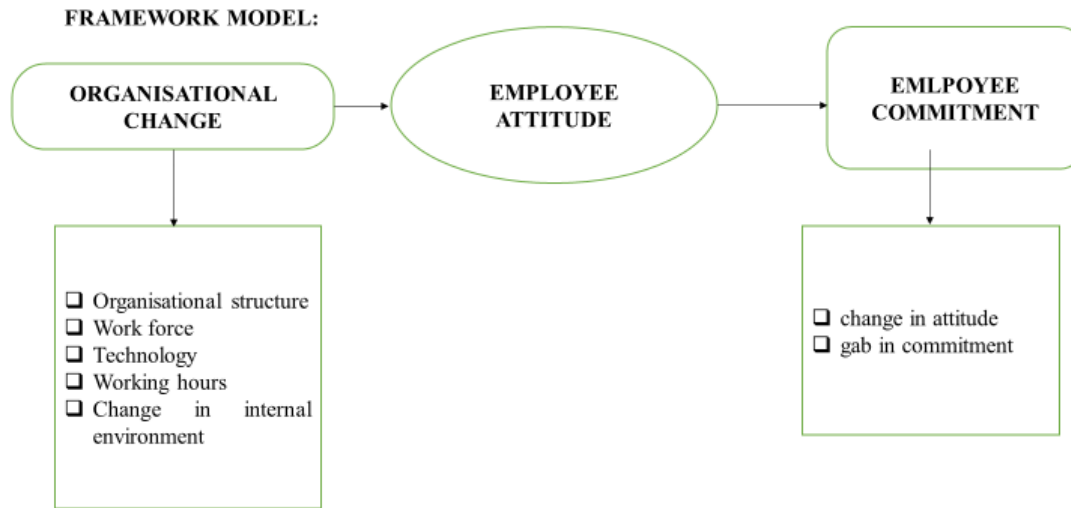 FRAMEWORK MODEL:
ORGANISATIONAL
CHANGE
EMPLOYEE
ATTITUDE
EMLPOYEE
COMMITMENT
❑ Organisational structure
❑ Work force
❑ Technology
❑ Working hours
❑ Change in internal
environment
❑ change in attitude
❑ gab in commitment